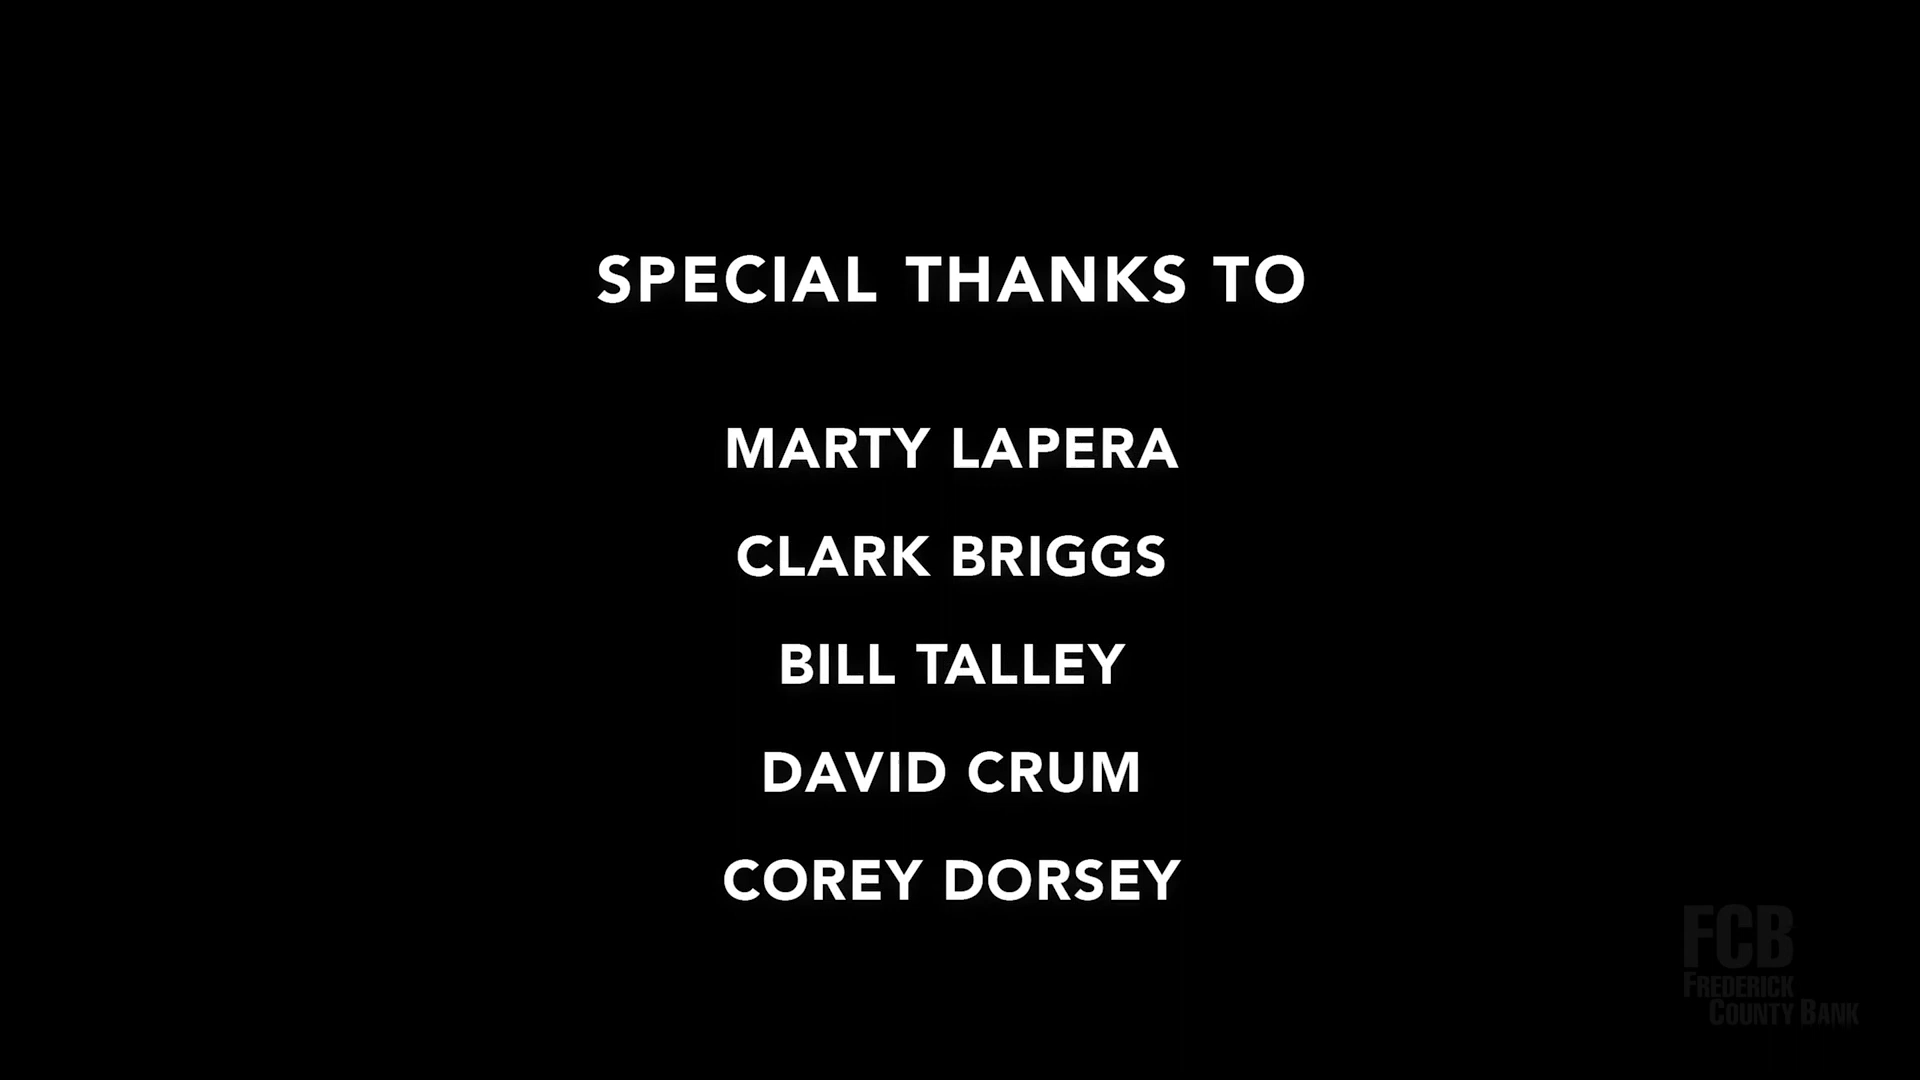 SPECIAL THANKS TO
MARTY LAPERA
CLARK BRIGGS
BILL TALLEY
DAVID CRUM
COREY DORSEY
FCB
FREDERICK
COUNTY BANK